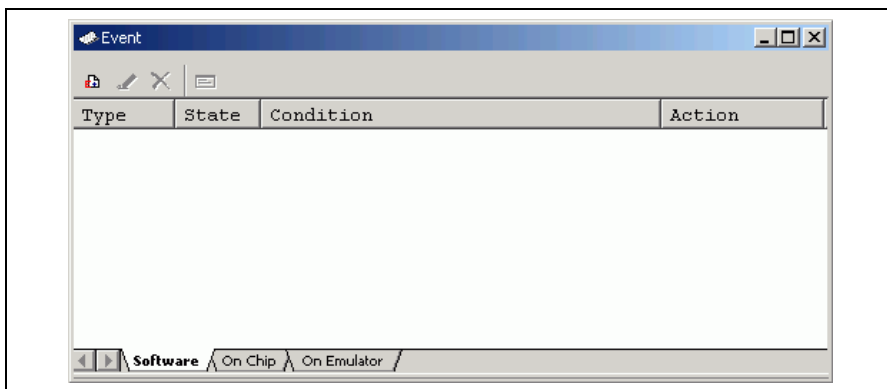 Event
Type State Condition Action
Software On Chip On Emulator